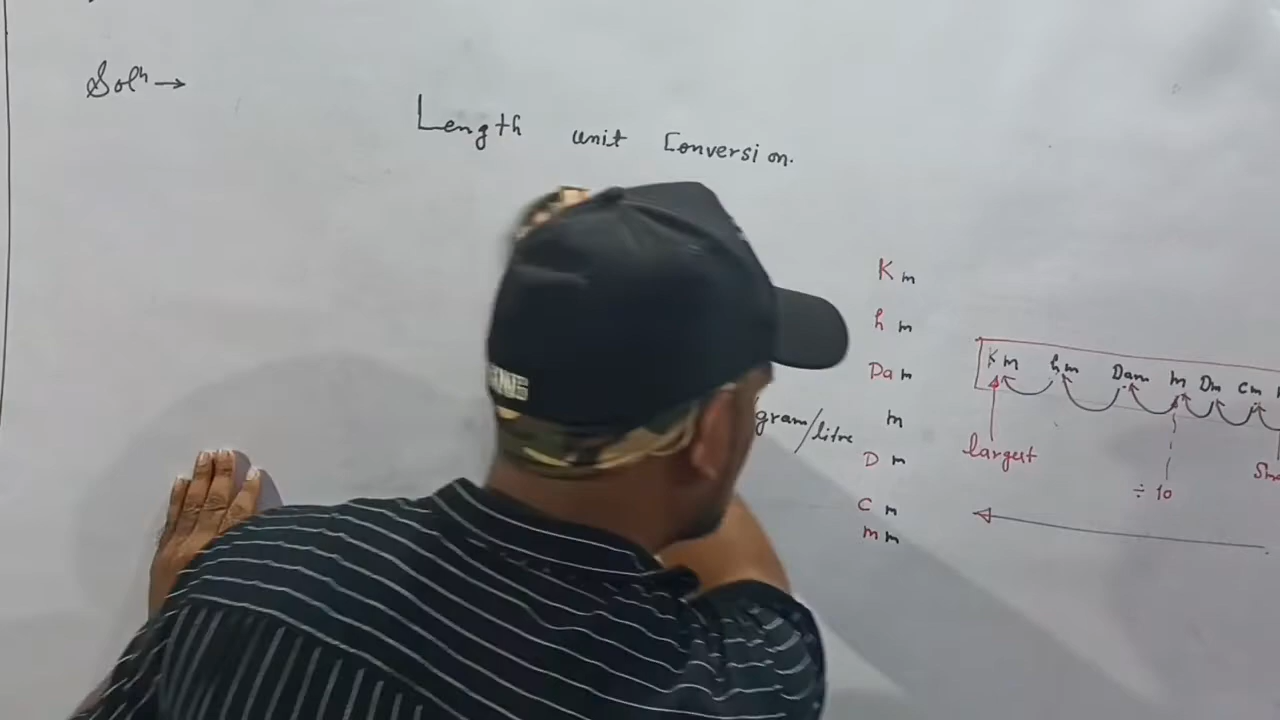 Solⁿ →
Length unit Conversion.
Km
hm
Dam
m
gram/litre
Dm
Cm
mm
Km hm Dam m Dm cm
largest
÷ 10